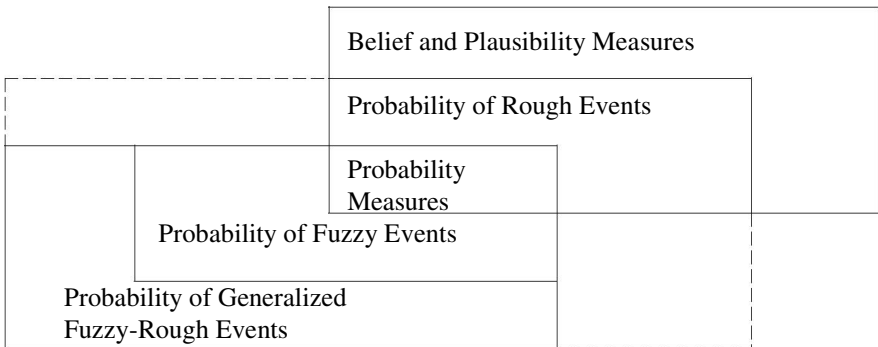 Belief and Plausibility Measures
Probability of Rough Events
Probability
Measures
Probability of Fuzzy Events
Probability of Generalized
Fuzzy-Rough Events